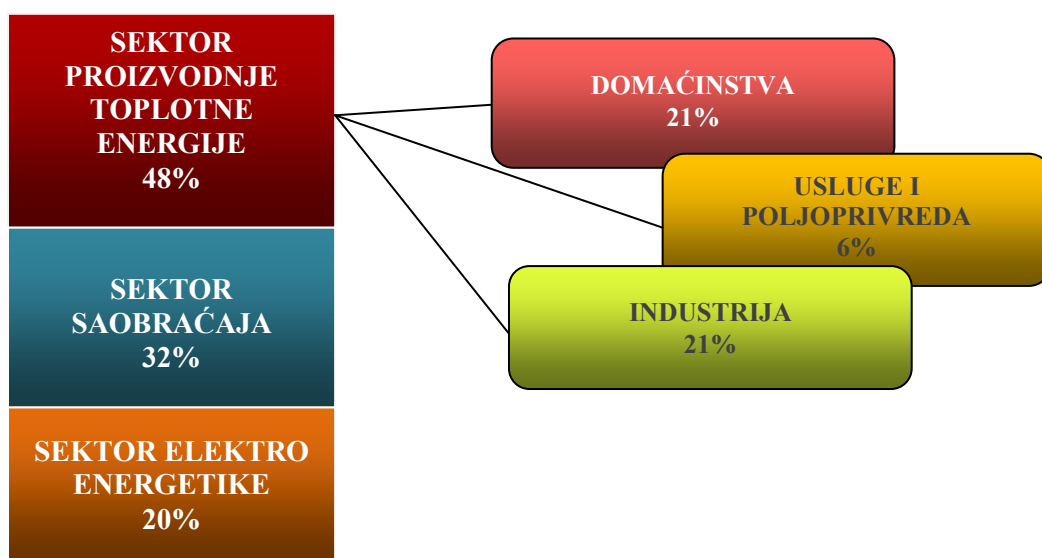 SEKTOR
PROIZVODNJE
TOPLOTNE
ENERGIJE
48%
SEKTOR
SAOBRAĆAJA
32%
SEKTOR ELEKTRO
ENERGETIKE
20%
DOMAĆINSTVA
21%
USLUGE I
POLJOPRIVREDA
6%
INDUSTRIJA
21%